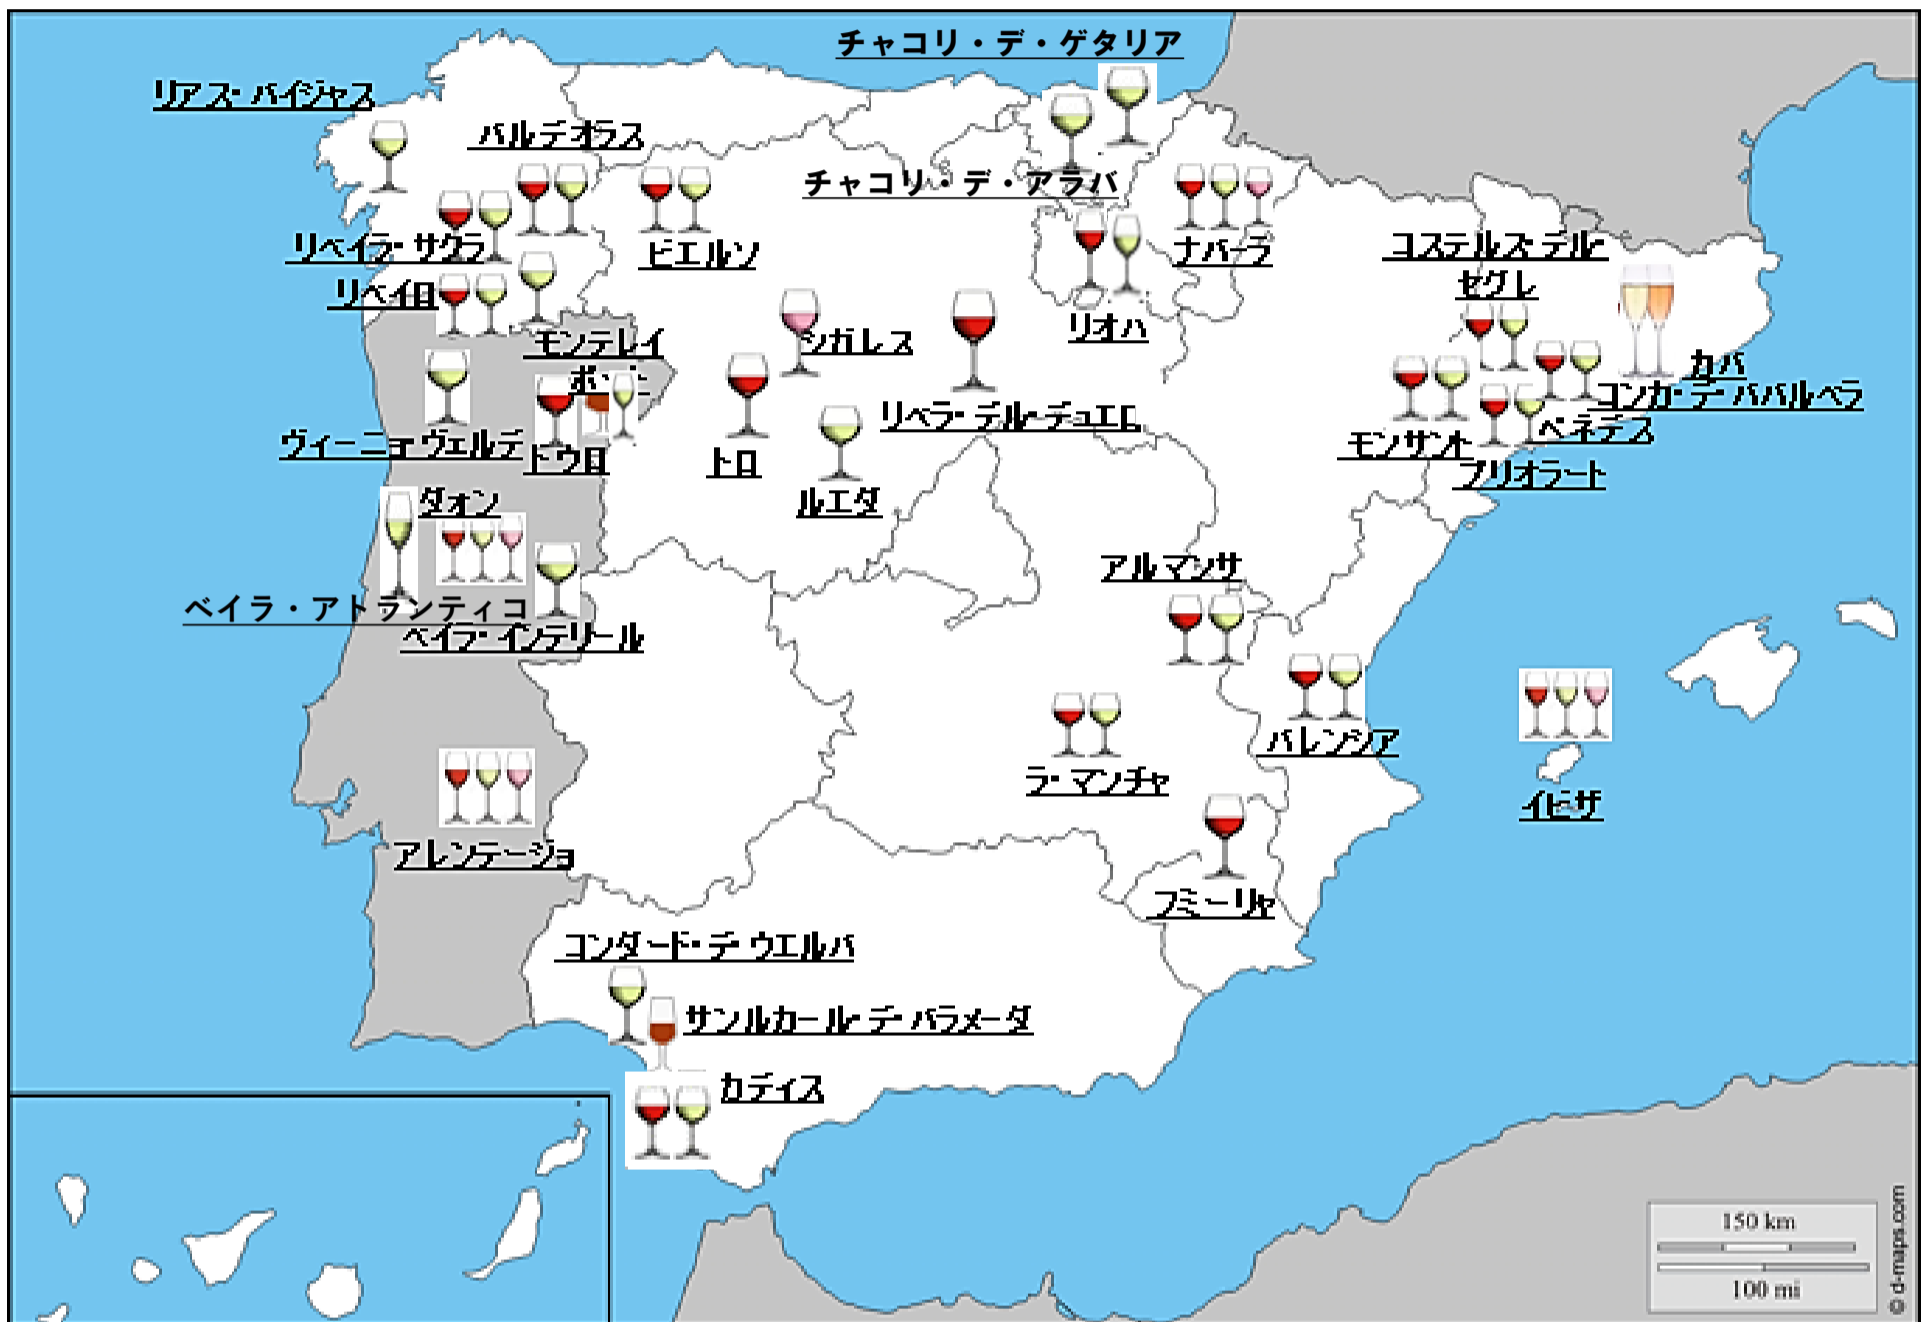 チャコリ・デ・ゲタリア
リアス・バイジャス
バルデオラス
チャコリ・デ・アラバ
リベイラ・サクラ
ビエルソ
ナバーラ
コステルス・デル・
セグレ
リベイロ
リオハ
モンテレイ
シガレス
カバ
コンカ・デ・バルベラ
ヴィーニョ・ヴェルデ
ドウロ
トロ
リベラ・デル・デュエロ
モンサント
ペネデス
プリオラート
ルエダ
ダオン
アルマンサ
ベイラ・アトランティコ
ベイラ・インテリール
バレンシア
ラ・マンチャ
イビサ
アレンテージョ
フミーリャ
コンダード・デ・ウエルバ
サンルカール・デ・バラメーダ
カディス
150 km
100 mi
© d-maps.com